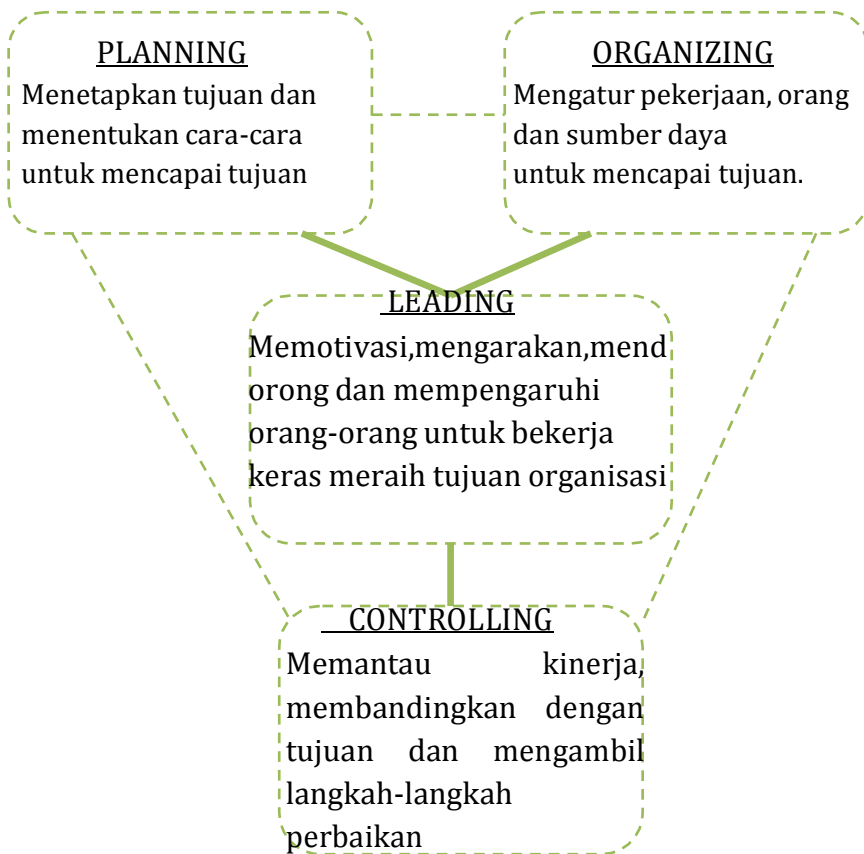 PLANNING
Menetapkan tujuan dan
menentukan cara-cara
untuk mencapai tujuan
ORGANIZING
Mengatur pekerjaan, orang
dan sumber daya
untuk mencapai tujuan.
LEADING
Memotivasi,mengarakan,mend
orong dan mempengaruhi
orang-orang untuk bekerja
keras meraih tujuan organisasi
CONTROLLING
Memantau kinerja,
membandingkan dengan
tujuan dan mengambil
langkah-langkah
perbaikan